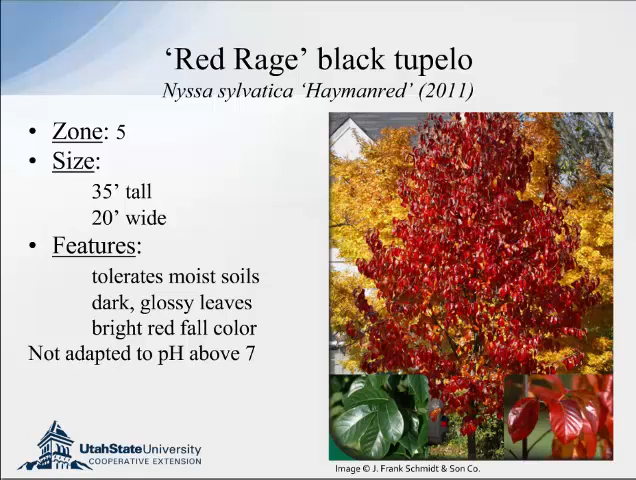 ‘Red Rage’ black tupelo
Nyssa sylvatica ‘Haymanred’ (2011)
• Zone: 5
• Size:
35’ tall
20’ wide
• Features:
tolerates moist soils
dark, glossy leaves
bright red fall color
Not adapted to pH above 7
UtahStateUniversity
COOPERATIVE EXTENSION
Image © J. Frank Schmidt & Son Co.